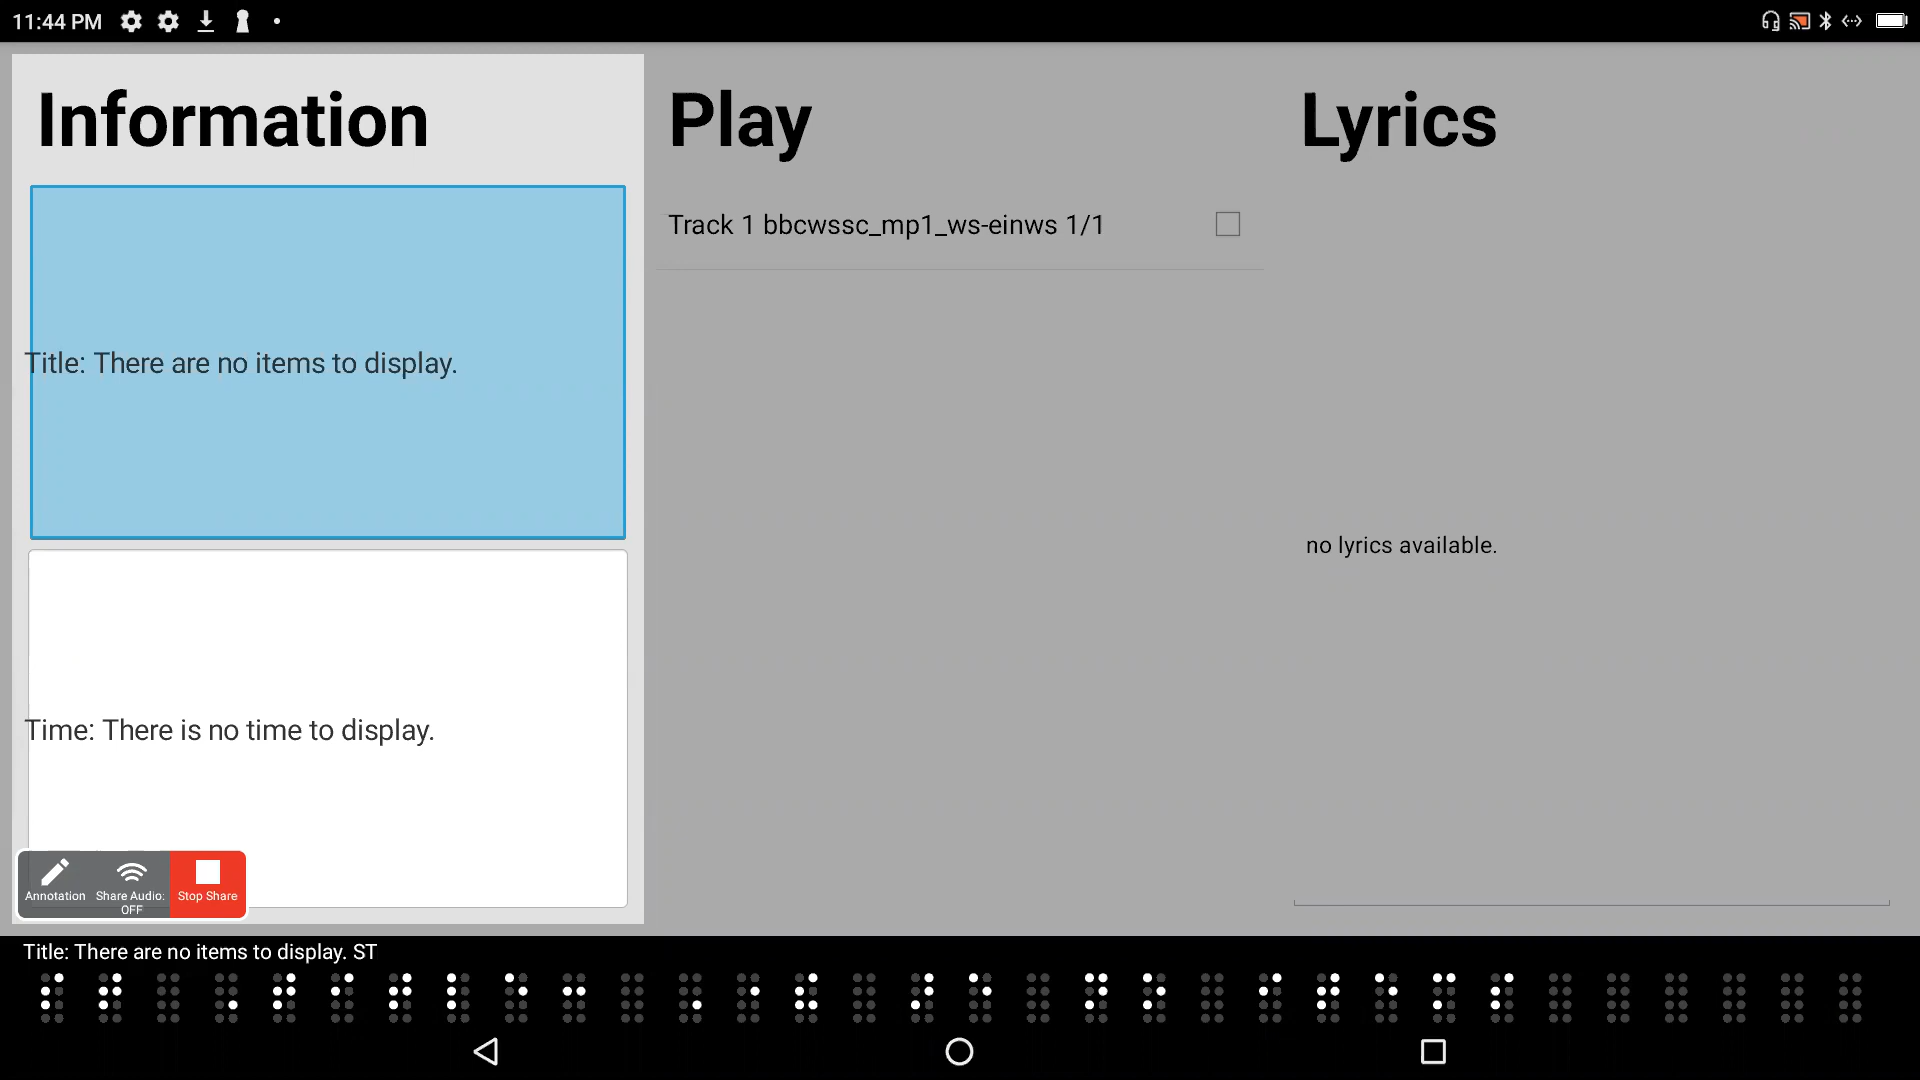 11:44 PM
Information
Title: There are no items to display.
Time: There is no time to display.
Annotation
Share Audio:
OFF
Stop Share
Play
Track 1 bbcwssc_mp1_ws-einws 1/1
Lyrics
no lyrics available.
Title: There are no items to display. ST